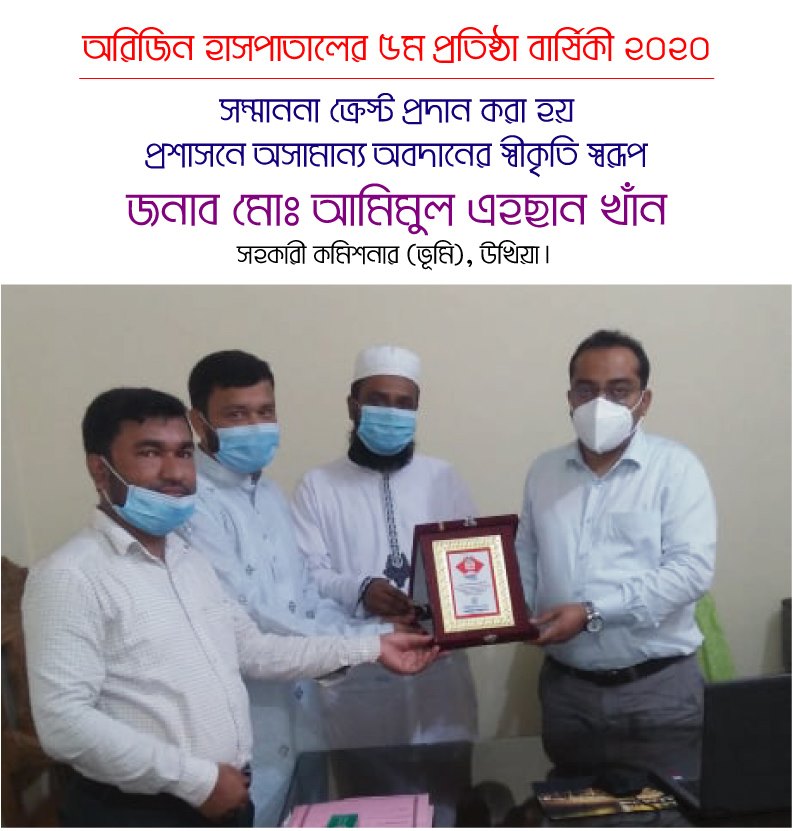 অরিজিন হাসপাতালের ৫ম প্রতিষ্ঠা বার্ষিকী ২০২০
সম্মাননা ক্রেস্ট প্রদান করা হয়
প্রশাসনে অসামান্য অবদানের স্বীকৃতি স্বরূপ
জনাব মোঃ আমিমুল এহছান খাঁন
সহকারী কমিশনার (ভূমি), উখিয়া।